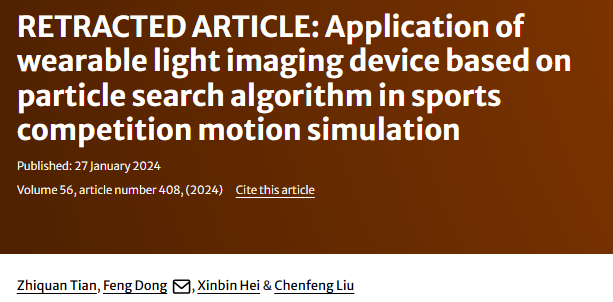 RETRACTED ARTICLE: Application of
wearable light imaging device based on
particle search algorithm in sports
competition motion simulation
Published: 27 January 2024
Volume 56, article number 408, (2024) Cite this article
Zhiquan Tian, Feng Dong , Xinbin Hei & Chenfeng Liu